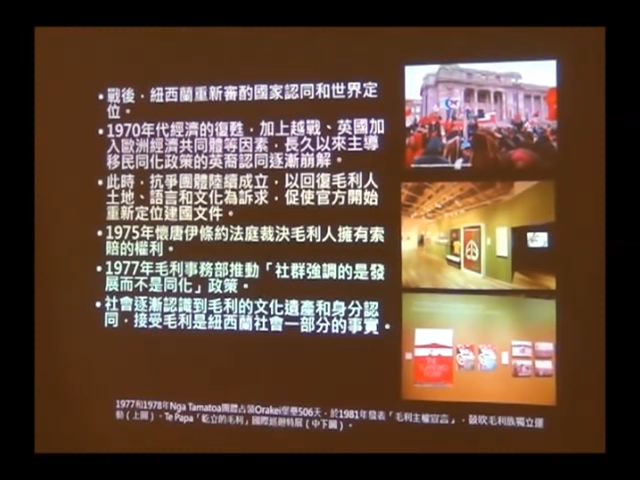 • 戰後，紐西蘭重新審酌國家認同和世界定
位。
• 1970年代經濟的復甦，加上越戰、英國加
入歐洲經濟共同體等因素，長久以來主導
移民同化政策的英裔認同逐漸崩解。
• 此時，抗爭團體陸續成立，以回復毛利人
土地、語言和文化為訴求，促使官方開始
重新定位建國文件。
• 1975年懷唐伊條約法庭裁決毛利人擁有索
賠的權利。
• 1977年毛利事務部推動「社群強調的是發
展而不是同化」政策。
• 社會逐漸認識到毛利的文化遺產和身分認
同，接受毛利是紐西蘭社會一部分的事實。
1977和1978年Nga Tamatoa團體占領Orakei堡壘506天，於1981年發表「毛利主權宣言」，鼓吹毛利族獨立運
動（上圖）。Te Papa「屹立的毛利」國際巡迴特展（中下圖）。